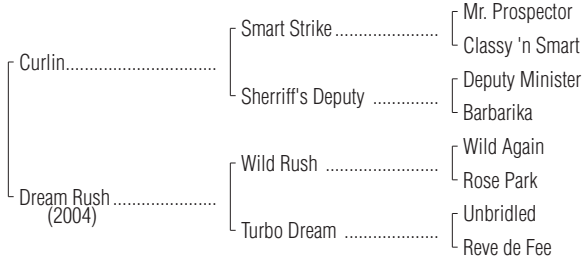 Mr. Prospector
Smart Strike ....................
Classy 'n Smart
Curlin.............................
Deputy Minister
Sherriff's Deputy .............
Barbarika
Wild Again
Wild Rush ......................
Rose Park
Dream Rush ....................
(2004)
Unbridled
Turbo Dream ..................
Reve de Fee